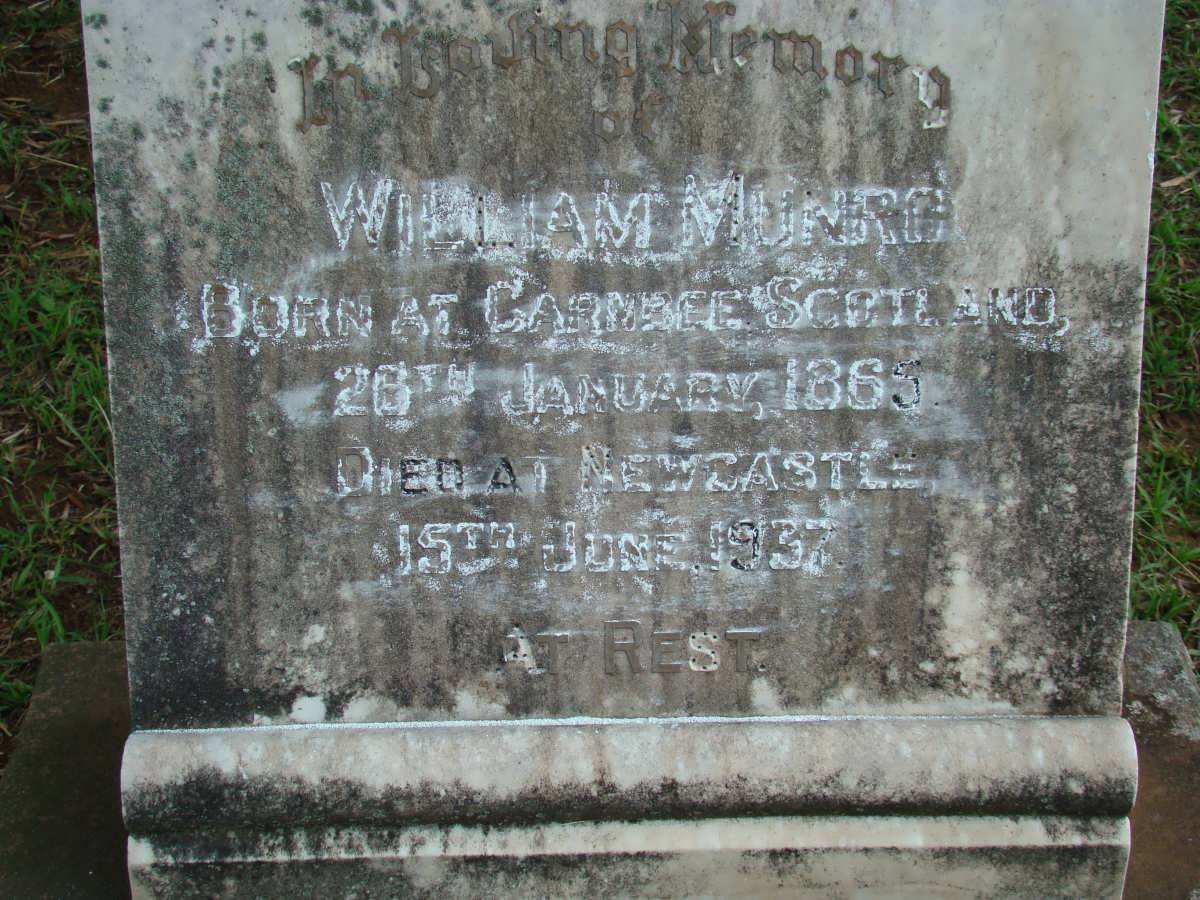 In Loving Memory
of
WILLIAM MUNRO
BORN AT CARNBEE SCOTLAND,
28TH JANUARY, 1865
DIED AT NEWCASTLE,
15TH JUNE, 1937.
AT REST.